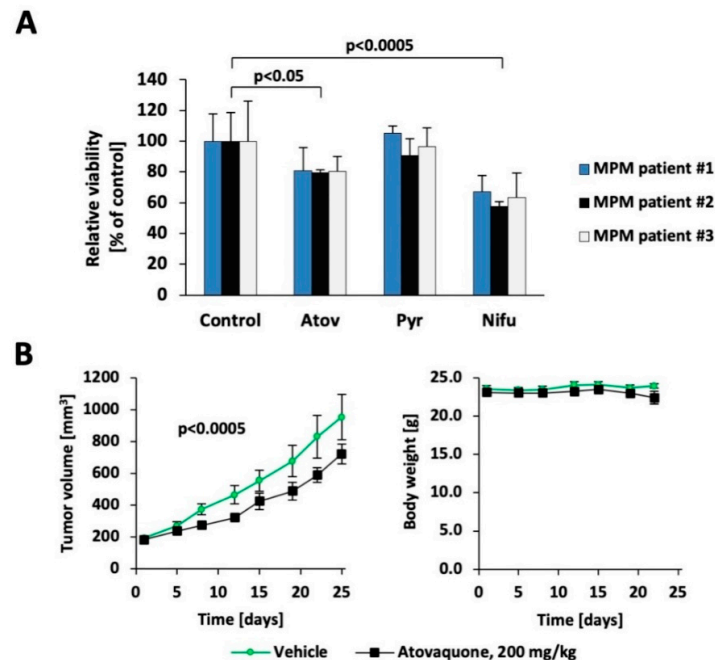 A
p<0.0005
p<0.05
Relative viability
[% of control]
140
120
100
80
60
40
20
0
Control Atov Pyr Nifu
MPM patient #1
MPM patient #2
MPM patient #3
B
Tumor volume [mm³]
1200
1000
800
600
400
200
0
p<0.0005
0 5 10 15 20 25
Time [days]
Body weight [g]
25.0
20.0
15.0
10.0
5.0
0.0
0 5 10 15 20 25
Time [days]
Vehicle Atovaquone, 200 mg/kg